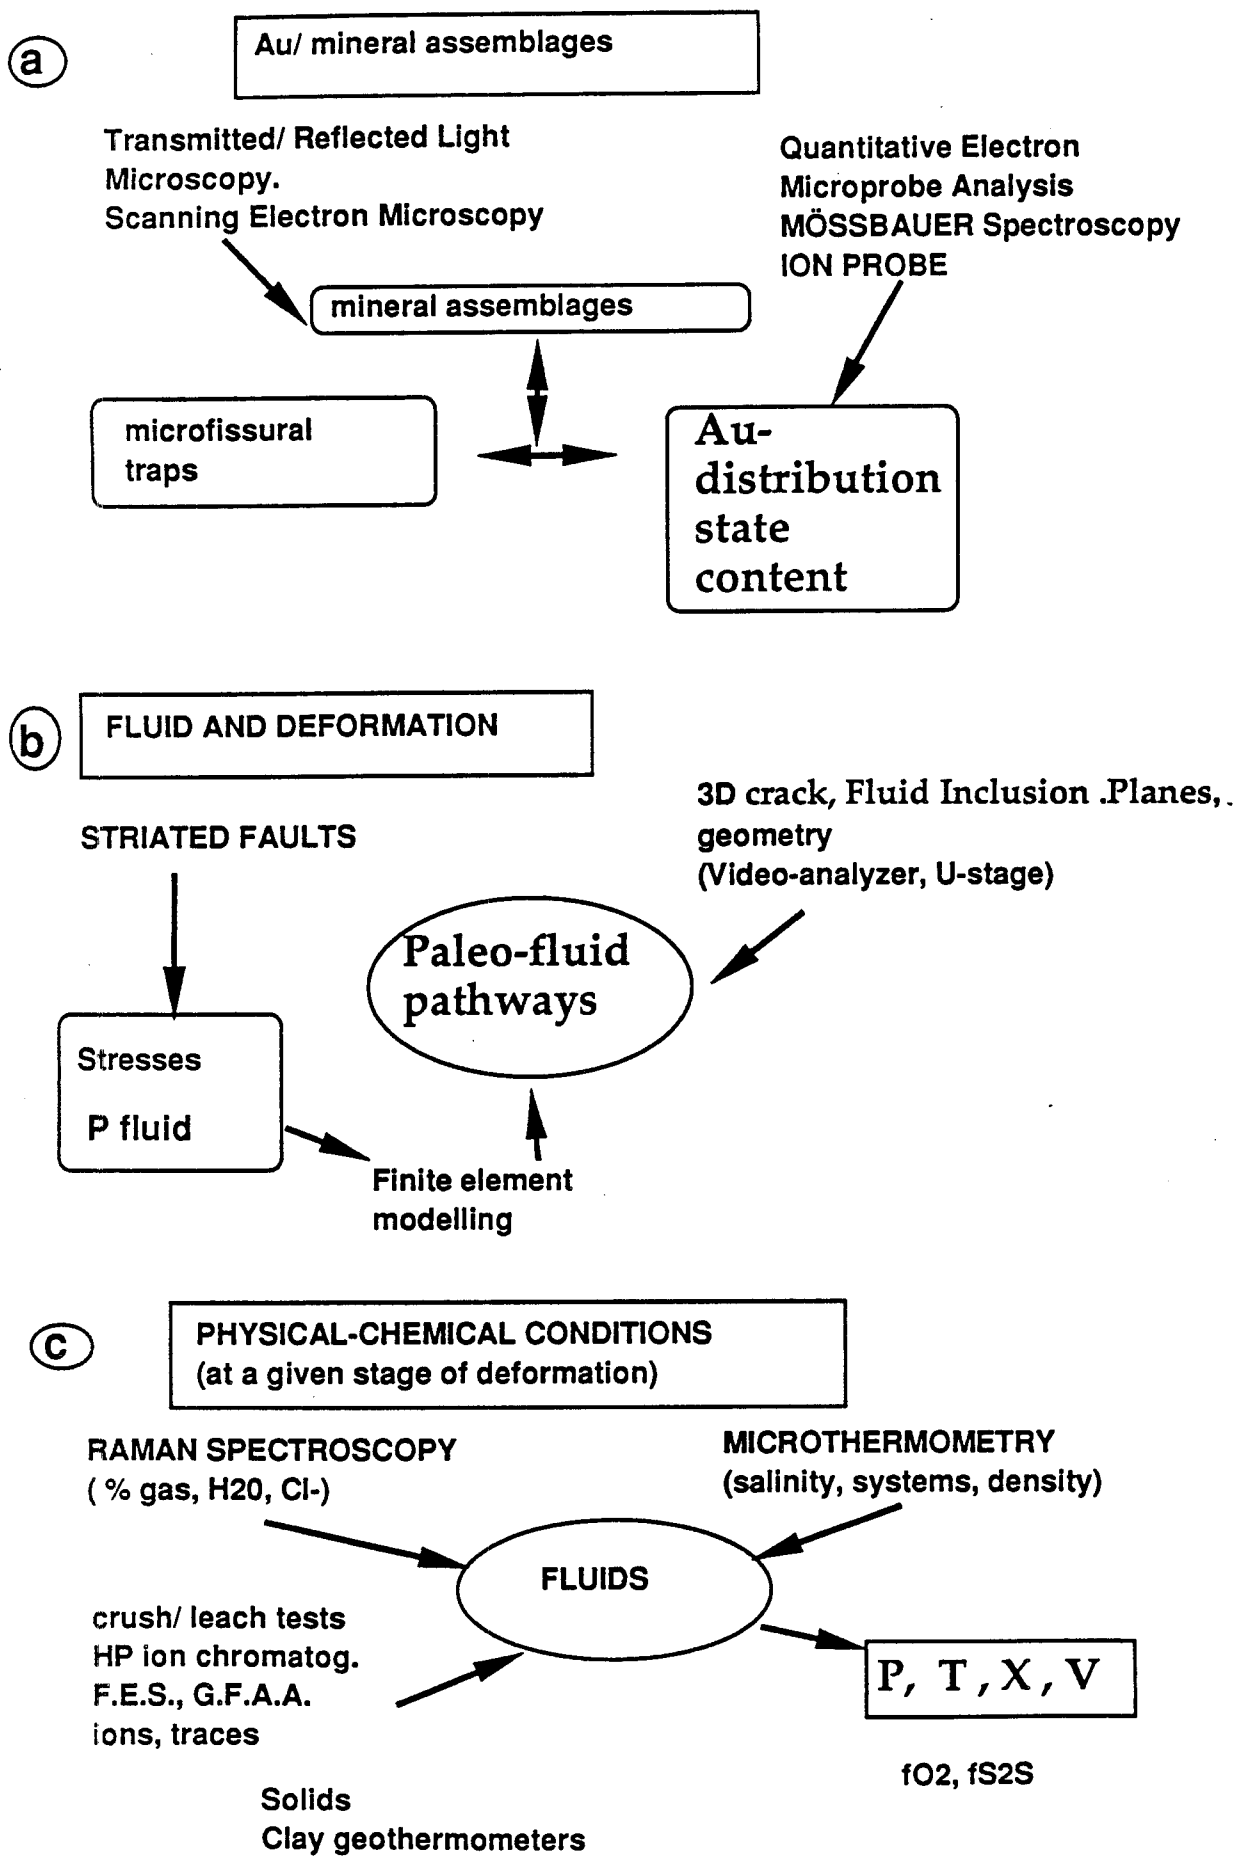 a
Au/ mineral assemblages
Transmitted/ Reflected Light
Microscopy.
Scanning Electron Microscopy
Quantitative Electron
Microprobe Analysis
MÖSSBAUER Spectroscopy
ION PROBE
mineral assemblages
microfissural
traps
Au-
distribution
state
content
b
FLUID AND DEFORMATION
STRIATED FAULTS
3D crack, Fluid Inclusion .Planes,.
geometry
(Video-analyzer, U-stage)
Paleo-fluid
pathways
Stresses
P fluid
Finite element
modelling
c
PHYSICAL-CHEMICAL CONDITIONS
(at a given stage of deformation)
RAMAN SPECTROSCOPY
( % gas, H20, Cl-)
MICROTHERMOMETRY
(salinity, systems, density)
FLUIDS
crush/ leach tests
HP ion chromatog.
F.E.S., G.F.A.A.
ions, traces
P, T, X, V
fO2, fS2S
Solids
Clay geothermometers